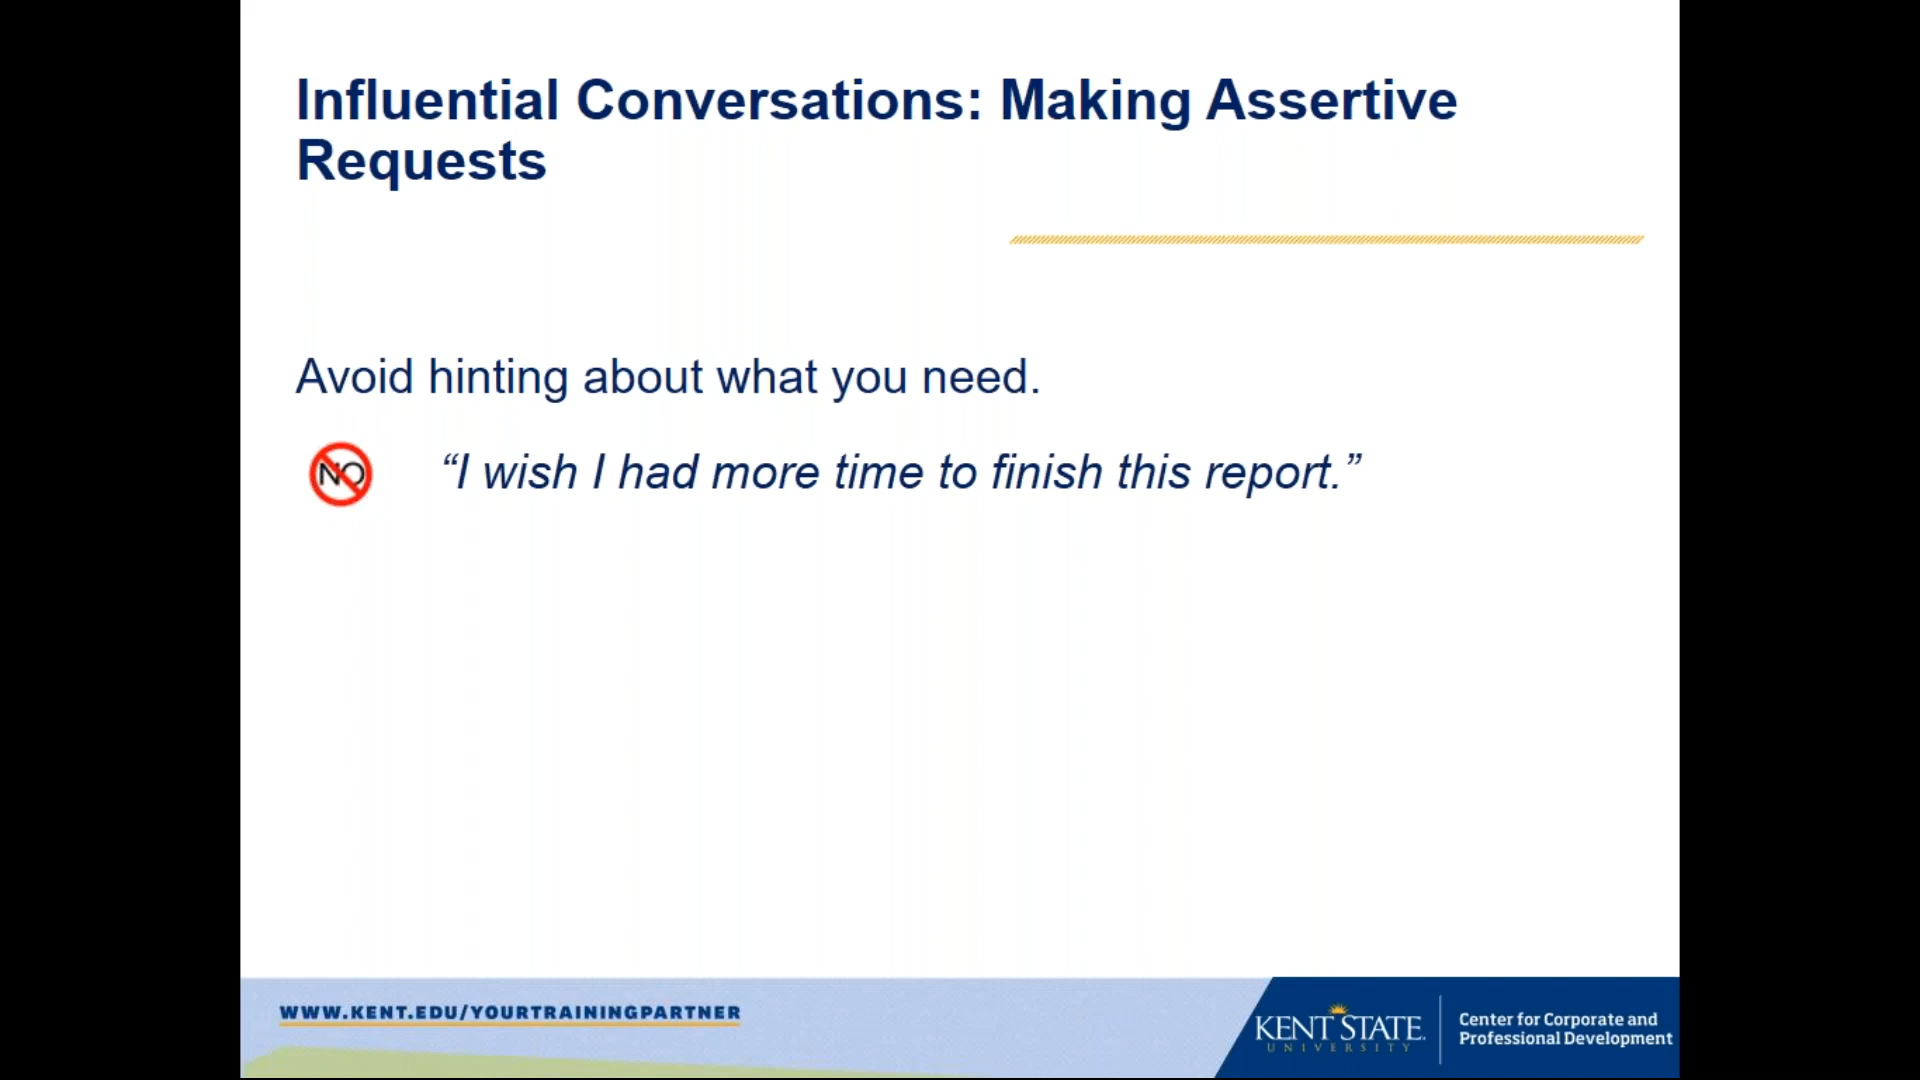 Influential Conversations: Making Assertive
Requests
Avoid hinting about what you need.
NO
“I wish I had more time to finish this report.”
WWW.KENT.EDU/YOURTRAININGPARTNER
KENT STATE
UNIVERSITY
Center for Corporate and
Professional Development